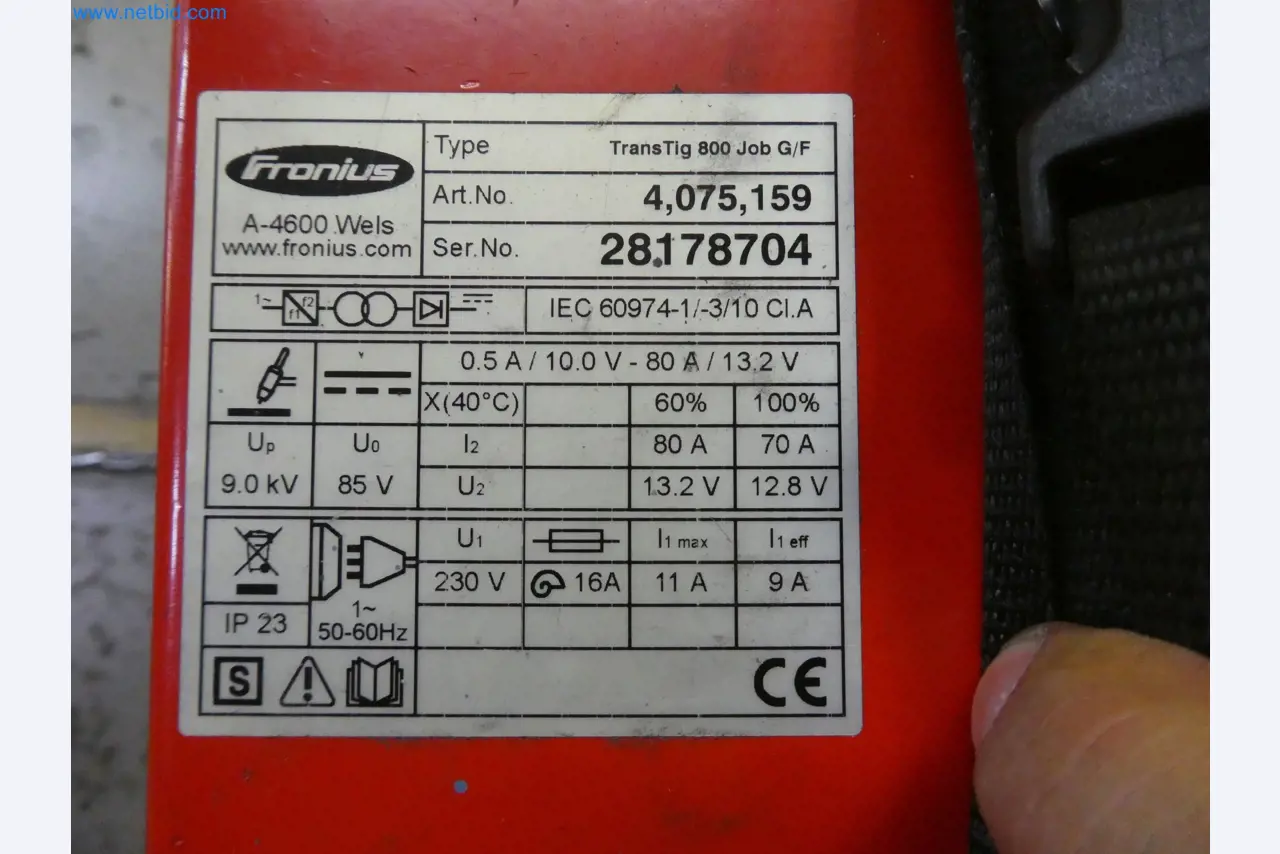 www.netbid.com
Fronius
A-4600 Wels
www.fronius.com
Type TransTig 800 Job G/F
Art.No. 4,075,159
Ser.No. 28178704
1~ f1 f2
IEC 60974-1/-3/10 Cl.A
0.5 A / 10.0 V - 80 A / 13.2 V
X(40°C) 60% 100%
Up U0 I2 80 A 70 A
9.0 kV 85 V U2 13.2 V 12.8 V
U1 I1 max I1 eff
230 V 16A 11 A 9 A
IP 23 1~
50-60Hz
S CE